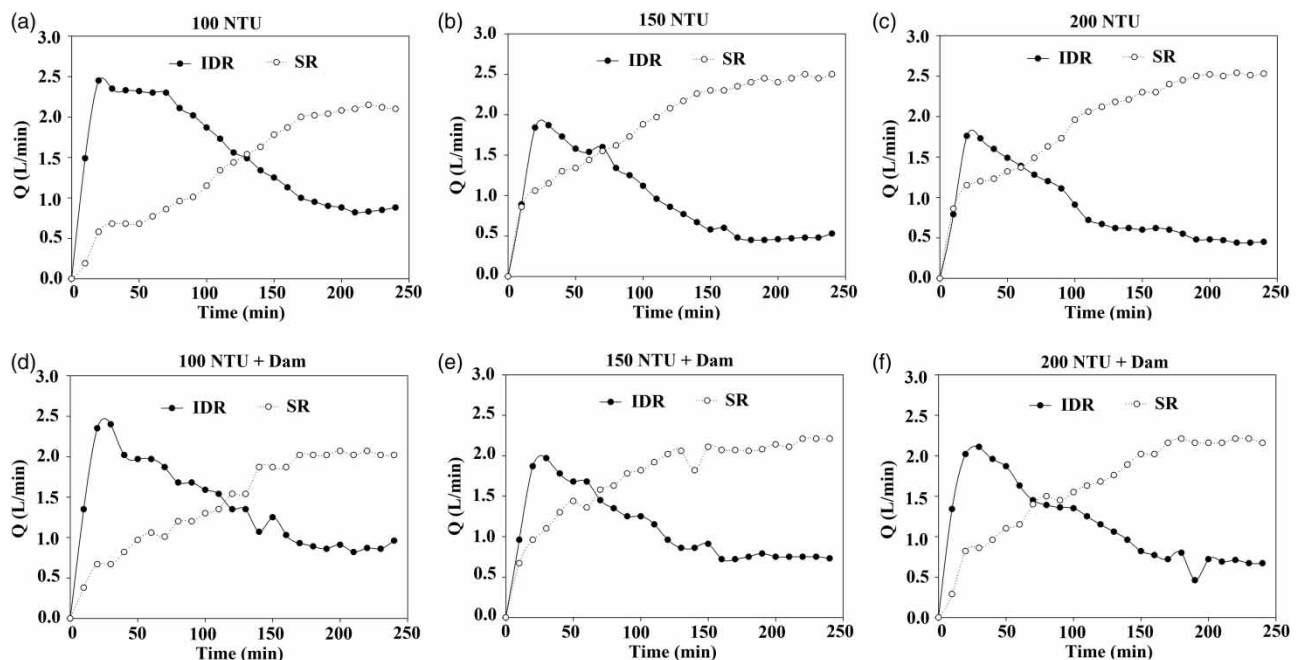 (a)
100 NTU
3.0
2.5
2.0
1.5
1.0
0.5
0.0
Q (L/min)
IDR SR
0 50 100 150 200 250
Time (min)
(b)
150 NTU
3.0
2.5
2.0
1.5
1.0
0.5
0.0
Q (L/min)
IDR SR
0 50 100 150 200 250
Time (min)
(c)
200 NTU
3.0
2.5
2.0
1.5
1.0
0.5
0.0
Q (L/min)
IDR SR
0 50 100 150 200 250
Time (min)
(d)
100 NTU + Dam
3.0
2.5
2.0
1.5
1.0
0.5
0.0
Q (L/min)
IDR SR
0 50 100 150 200 250
Time (min)
(e)
150 NTU + Dam
3.0
2.5
2.0
1.5
1.0
0.5
0.0
Q (L/min)
IDR SR
0 50 100 150 200 250
Time (min)
(f)
200 NTU + Dam
3.0
2.5
2.0
1.5
1.0
0.5
0.0
Q (L/min)
IDR SR
0 50 100 150 200 250
Time (min)